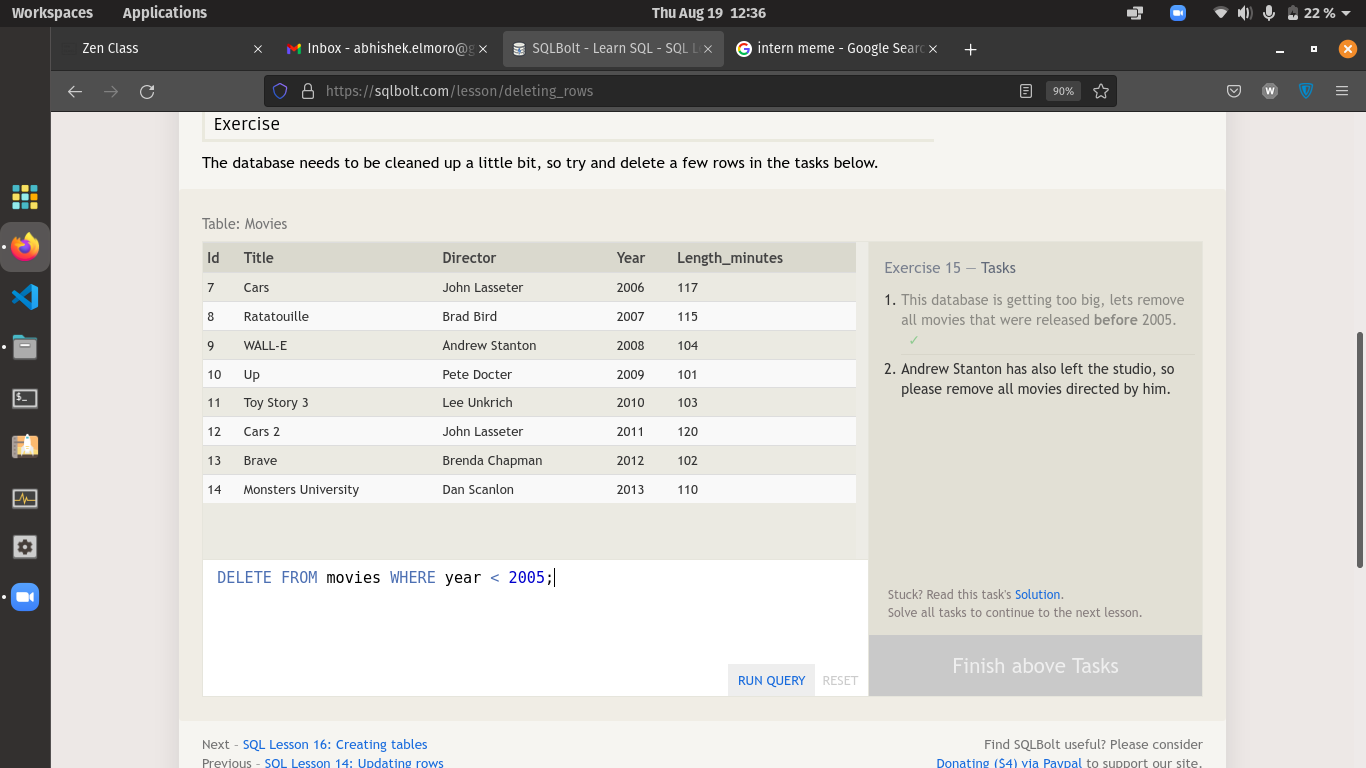 Workspaces Applications Thu Aug 19 12:36 22 %
Zen Class Inbox - abhishek.elmoro@g SQLBolt - Learn SQL - SQL L intern meme - Google Searc
https://sqlbolt.com/lesson/deleting_rows 90%
Exercise
The database needs to be cleaned up a little bit, so try and delete a few rows in the tasks below.
Table: Movies
Id Title Director Year Length_minutes
7 Cars John Lasseter 2006 117
8 Ratatouille Brad Bird 2007 115
9 WALL-E Andrew Stanton 2008 104
10 Up Pete Docter 2009 101
11 Toy Story 3 Lee Unkrich 2010 103
12 Cars 2 John Lasseter 2011 120
13 Brave Brenda Chapman 2012 102
14 Monsters University Dan Scanlon 2013 110
DELETE FROM movies WHERE year < 2005;
RUN QUERY RESET
Exercise 15 — Tasks
1. This database is getting too big, lets remove
all movies that were released before 2005.
✓
2. Andrew Stanton has also left the studio, so
please remove all movies directed by him.
Stuck? Read this task's Solution.
Solve all tasks to continue to the next lesson.
Finish above Tasks
Next – SQL Lesson 16: Creating tables
Previous – SQL Lesson 14: Updating rows
Find SQLBolt useful? Please consider
Donating ($4) via Paypal to support our site.